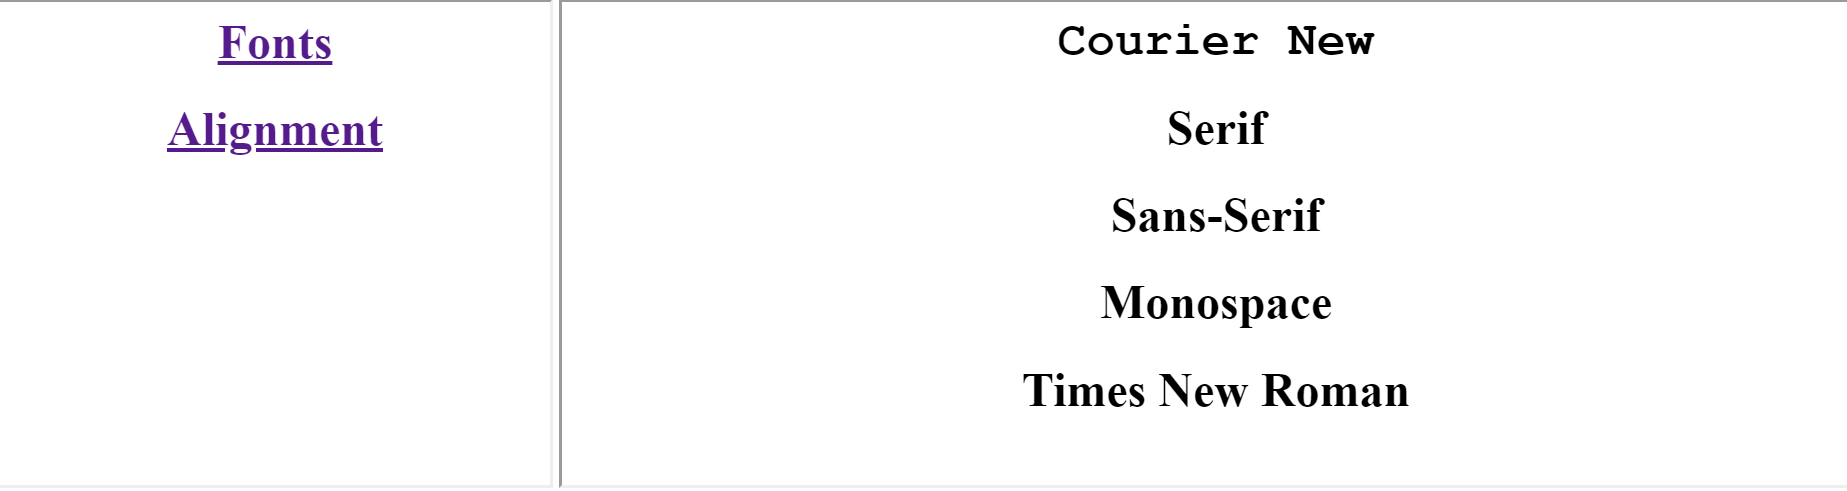 Fonts
Alignment
Courier New
Serif
Sans-Serif
Monospace
Times New Roman